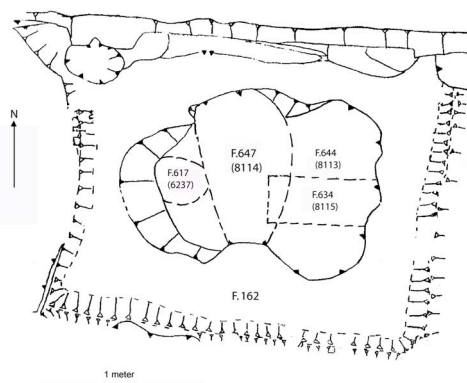 N
F.647
(8114)
F.644
(8113)
F.617
(6237)
F.634
(8115)
F.162
1 meter